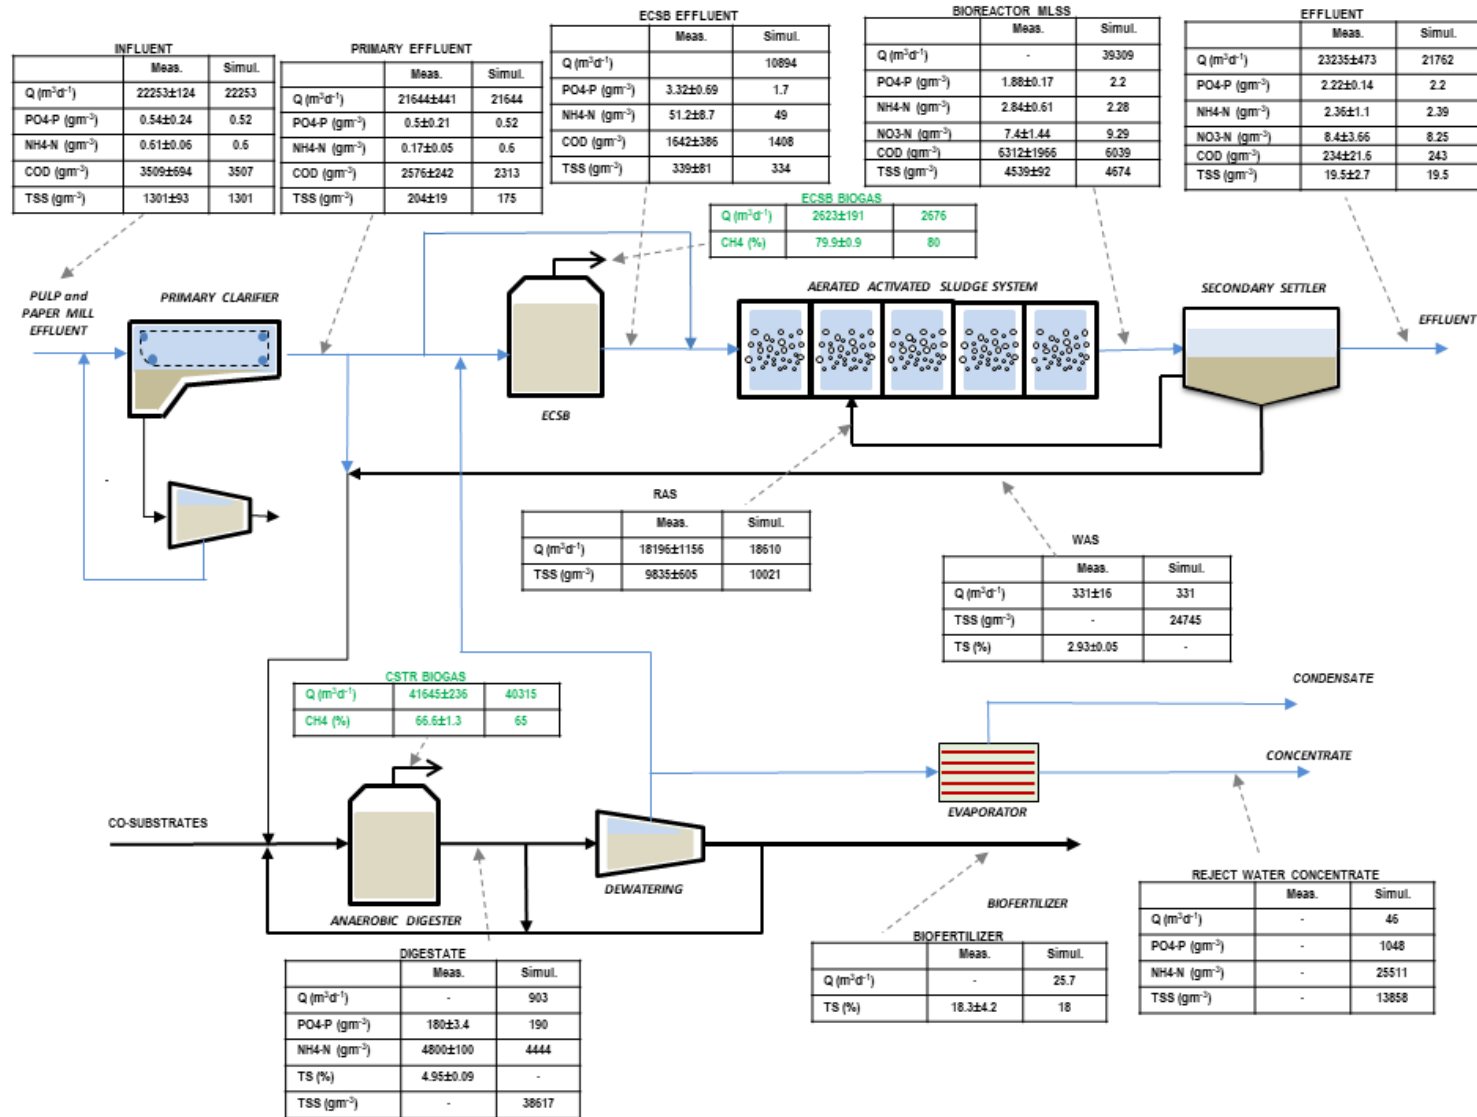 INFLUENT
Meas. Simul.
Q (m³d⁻¹) 22253±124 22253
PO4-P (gm⁻³) 0.54±0.24 0.52
NH4-N (gm⁻³) 0.61±0.06 0.6
COD (gm⁻³) 3509±694 3507
TSS (gm⁻³) 1301±93 1301
PRIMARY EFFLUENT
Meas. Simul.
Q (m³d⁻¹) 21644±441 21644
PO4-P (gm⁻³) 0.5±0.21 0.52
NH4-N (gm⁻³) 0.17±0.05 0.6
COD (gm⁻³) 2576±242 2313
TSS (gm⁻³) 204±19 175
ECSB EFFLUENT
Meas. Simul.
Q (m³d⁻¹) 10894
PO4-P (gm⁻³) 3.32±0.69 1.7
NH4-N (gm⁻³) 51.2±8.7 49
COD (gm⁻³) 1642±386 1408
TSS (gm⁻³) 339±81 334
BIOREACTOR MLSS
Meas. Simul.
Q (m³d⁻¹) - 39309
PO4-P (gm⁻³) 1.88±0.17 2.2
NH4-N (gm⁻³) 2.84±0.61 2.28
NO3-N (gm⁻³) 7.4±1.44 9.29
COD (gm⁻³) 6312±1966 6039
TSS (gm⁻³) 4539±92 4674
EFFLUENT
Meas. Simul.
Q (m³d⁻¹) 23235±473 21762
PO4-P (gm⁻³) 2.22±0.14 2.2
NH4-N (gm⁻³) 2.36±1.1 2.39
NO3-N (gm⁻³) 8.4±3.66 8.25
COD (gm⁻³) 234±21.6 243
TSS (gm⁻³) 19.5±2.7 19.5
ECSB BIOGAS
Q (m³d⁻¹) 2623±191 2676
CH4 (%) 79.9±0.9 80
PULP and
PAPER MILL
EFFLUENT
PRIMARY CLARIFIER
ECSB
AERATED ACTIVATED SLUDGE SYSTEM
SECONDARY SETTLER
EFFLUENT
RAS
Meas. Simul.
Q (m³d⁻¹) 18196±1156 18610
TSS (gm⁻³) 9835±605 10021
WAS
Meas. Simul.
Q (m³d⁻¹) 331±16 331
TSS (gm⁻³) - 24745
TS (%) 2.93±0.05 -
CSTR BIOGAS
Q (m³d⁻¹) 41645±236 40315
CH4 (%) 66.6±1.3 65
CONDENSATE
CONCENTRATE
EVAPORATOR
CO-SUBSTRATES
ANAEROBIC DIGESTER
DEWATERING
BIOFERTILIZER
DIGESTATE
Meas. Simul.
Q (m³d⁻¹) - 903
PO4-P (gm⁻³) 180±3.4 190
NH4-N (gm⁻³) 4800±100 4444
TS (%) 4.95±0.09 -
TSS (gm⁻³) - 38617
BIOFERTILIZER
Meas. Simul.
Q (m³d⁻¹) - 25.7
TS (%) 18.3±4.2 18
REJECT WATER CONCENTRATE
Meas. Simul.
Q (m³d⁻¹) - 46
PO4-P (gm⁻³) - 1048
NH4-N (gm⁻³) - 25511
TSS (gm⁻³) - 13858